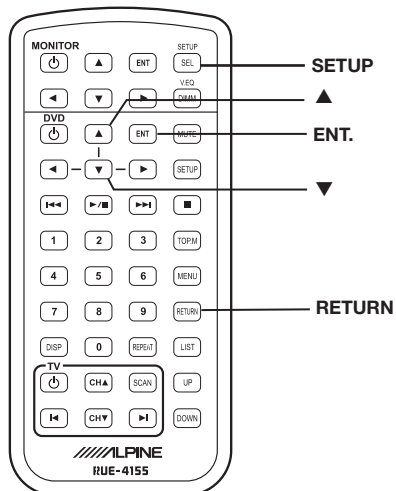 MONITOR SETUP
⏻ ▲ ENT SEL SETUP
V.EQ
◄ ▼ ► DIMM ▲
DVD
⏻ ▲ ENT MUTE ENT.
◄ ▼ ► SETUP ▼
I◄◄ ►/■ ►►I ■
1 2 3 TOP.M
4 5 6 MENU
7 8 9 RETURN RETURN
DISP 0 REPEAT LIST
TV
⏻ CH▲ SCAN UP
I◄ CH▼ ►I DOWN
ALPINE
RUE-4155